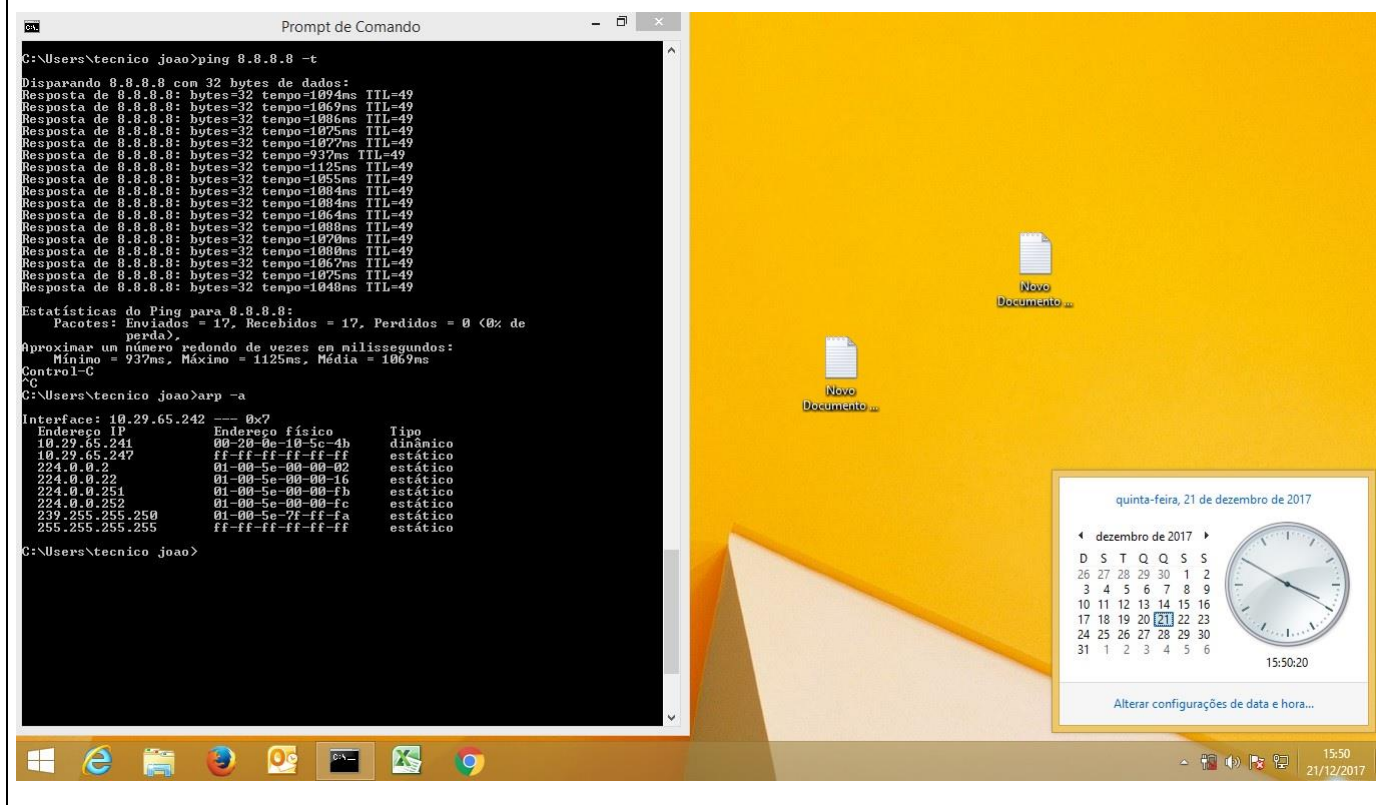 Prompt de Comando
C:\Users\tecnico joao>ping 8.8.8.8 -t
Disparando 8.8.8.8 com 32 bytes de dados:
Resposta de 8.8.8.8: bytes=32 tempo=1094ms TTL=49
Resposta de 8.8.8.8: bytes=32 tempo=1069ms TTL=49
Resposta de 8.8.8.8: bytes=32 tempo=1086ms TTL=49
Resposta de 8.8.8.8: bytes=32 tempo=1075ms TTL=49
Resposta de 8.8.8.8: bytes=32 tempo=1077ms TTL=49
Resposta de 8.8.8.8: bytes=32 tempo=937ms TTL=49
Resposta de 8.8.8.8: bytes=32 tempo=1125ms TTL=49
Resposta de 8.8.8.8: bytes=32 tempo=1055ms TTL=49
Resposta de 8.8.8.8: bytes=32 tempo=1084ms TTL=49
Resposta de 8.8.8.8: bytes=32 tempo=1084ms TTL=49
Resposta de 8.8.8.8: bytes=32 tempo=1064ms TTL=49
Resposta de 8.8.8.8: bytes=32 tempo=1088ms TTL=49
Resposta de 8.8.8.8: bytes=32 tempo=1070ms TTL=49
Resposta de 8.8.8.8: bytes=32 tempo=1080ms TTL=49
Resposta de 8.8.8.8: bytes=32 tempo=1067ms TTL=49
Resposta de 8.8.8.8: bytes=32 tempo=1075ms TTL=49
Resposta de 8.8.8.8: bytes=32 tempo=1048ms TTL=49
Estatísticas do Ping para 8.8.8.8:
Pacotes: Enviados = 17, Recebidos = 17, Perdidos = 0 (0% de
perda),
Aproximar um número redondo de vezes em milissegundos:
Mínimo = 937ms, Máximo = 1125ms, Média = 1069ms
Control-C
^C
C:\Users\tecnico joao>arp -a
Interface: 10.29.65.242 --- 0x7
Endereço IP Endereço físico Tipo
10.29.65.241 00-20-0e-10-5c-4b dinâmico
10.29.65.247 ff-ff-ff-ff-ff-ff estático
224.0.0.2 01-00-5e-00-00-02 estático
224.0.0.22 01-00-5e-00-00-16 estático
224.0.0.251 01-00-5e-00-00-fb estático
224.0.0.252 01-00-5e-00-00-fc estático
239.255.255.250 01-00-5e-7f-ff-fa estático
255.255.255.255 ff-ff-ff-ff-ff-ff estático
C:\Users\tecnico joao>
Novo
Documento ...
Novo
Documento ...
quinta-feira, 21 de dezembro de 2017
dezembro de 2017
D S T Q Q S S
26 27 28 29 30 1 2
3 4 5 6 7 8 9
10 11 12 13 14 15 16
17 18 19 20 21 22 23
24 25 26 27 28 29 30
31 1 2 3 4 5 6
15:50:20
Alterar configurações de data e hora...
15:50
21/12/2017